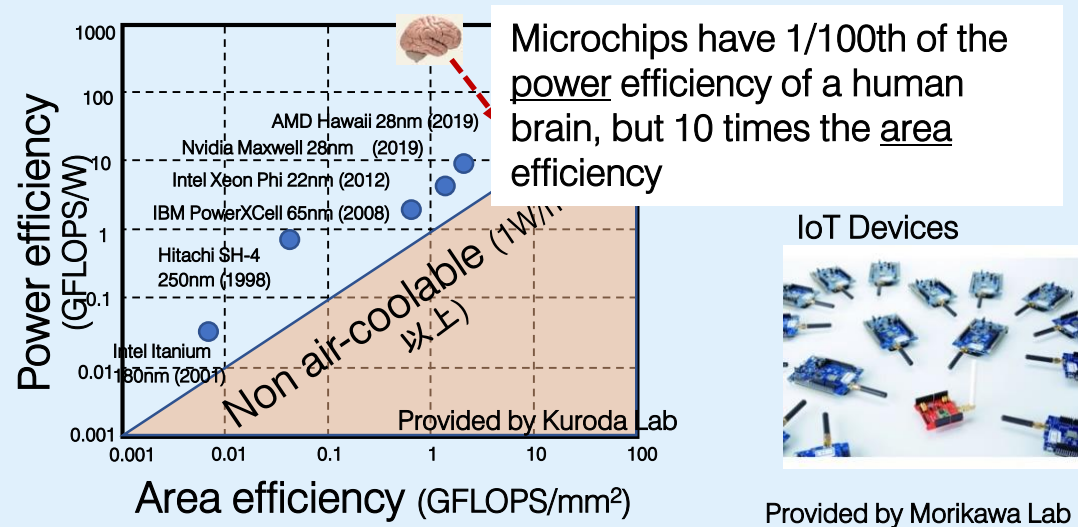 Microchips have 1/100th of the
power efficiency of a human
brain, but 10 times the area
efficiency
Power efficiency
(GFLOPS/W)
1000
100
10
1
0.1
0.01
0.001
AMD Hawaii 28nm (2019)
Nvidia Maxwell 28nm (2019)
Intel Xeon Phi 22nm (2012)
IBM PowerXCell 65nm (2008)
Hitachi SH-4
250nm (1998)
Intel Itanium
180nm (2001)
Non air-coolable (1W/
以上)
Provided by Kuroda Lab
0.001
0.01
0.1
1
10
100
Area efficiency (GFLOPS/mm²)
IoT Devices
Provided by Morikawa Lab